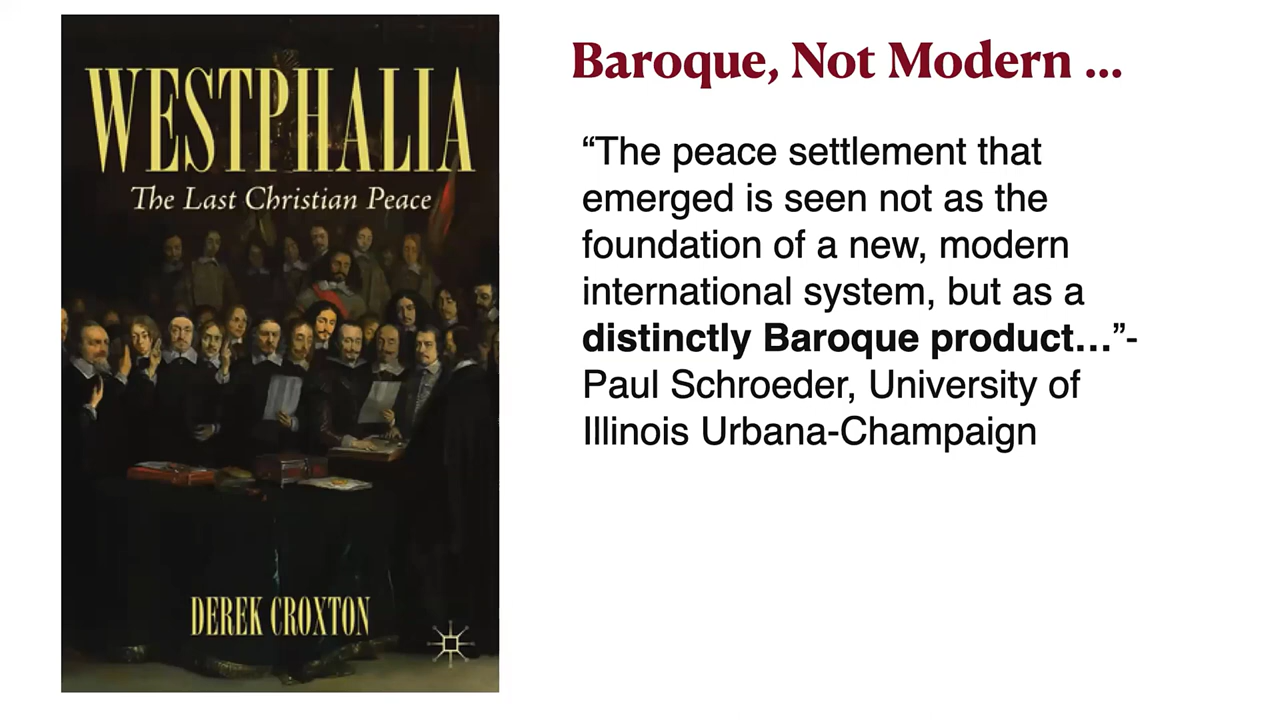 WESTPHALIA
The Last Christian Peace
DEREK CROXTON
Baroque, Not Modern ...
“The peace settlement that
emerged is seen not as the
foundation of a new, modern
international system, but as a
distinctly Baroque product…”-
Paul Schroeder, University of
Illinois Urbana-Champaign